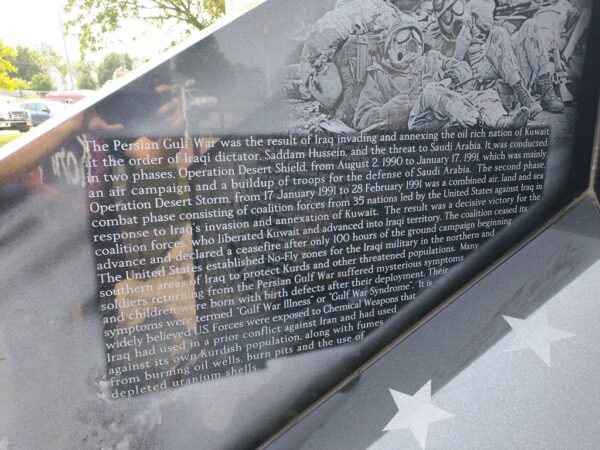 The Persian Gulf War was the result of Iraq invading and annexing the oil rich nation of Kuwait
at the order of Iraqi dictator, Saddam Hussein, and the threat to Saudi Arabia. It was conducted
in two phases, Operation Desert Shield, from August 2, 1990 to January 17, 1991, which was mainly
an air campaign and a buildup of troops for the defense of Saudi Arabia. The second phase,
Operation Desert Storm, from 17 January 1991 to 28 February 1991 was a combined air, land and sea
combat phase consisting of coalition forces from 35 nations led by the United States against Iraq in
response to Iraq's invasion and annexation of Kuwait. The result was a decisive victory for the
coalition forces, who liberated Kuwait and advanced into Iraqi territory. The coalition ceased its
advance and declared a ceasefire after only 100 hours of the ground campaign beginning.
The United States established No-Fly zones for the Iraqi military in the northern and
southern areas of Iraq to protect Kurds and other threatened populations. Many
soldiers returning from the Persian Gulf War suffered mysterious symptoms
and children were born with birth defects after their deployment. Their
symptoms were termed "Gulf War Illness" or "Gulf War Syndrome". It is
widely believed US Forces were exposed to Chemical Weapons that
Iraq had used in a prior conflict against Iran and had used
against its own Kurdish population, along with fumes
from burning oil wells, burn pits and the use of
depleted uranium shells.